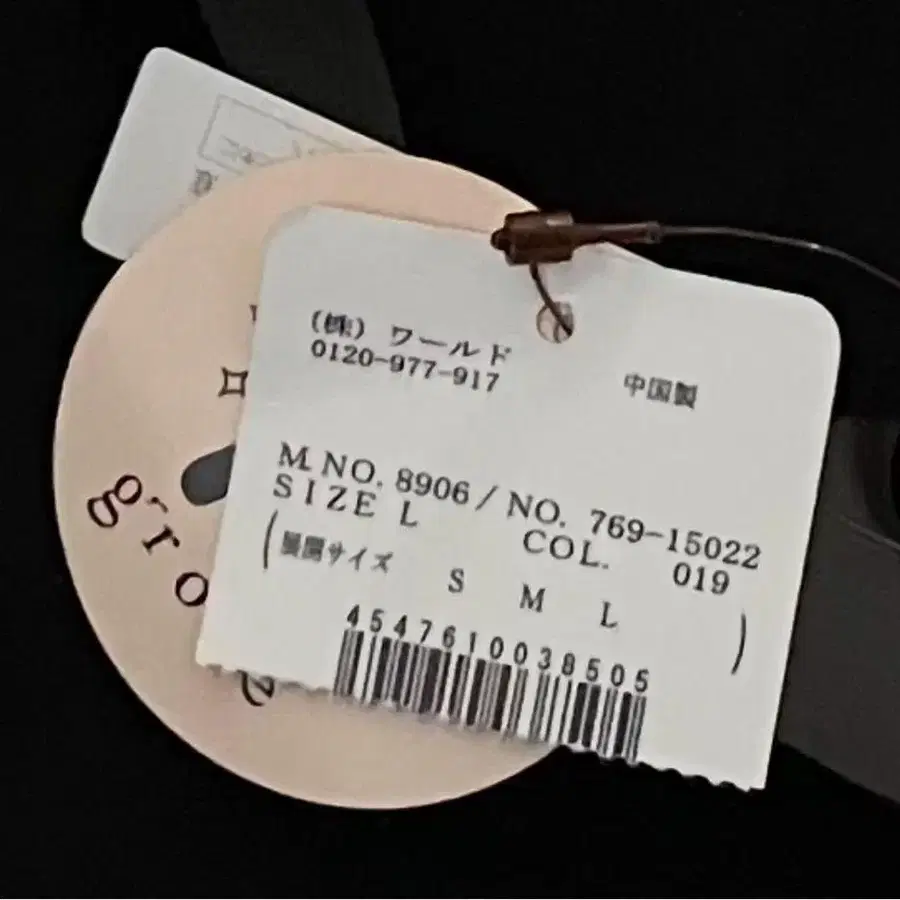 (株) ワールド
0120-977-917
中国製
M.NO. 8906 / NO. 769-15022
SIZE L COL. 019
(展開サイズ S M L )
4547610038505
g r o